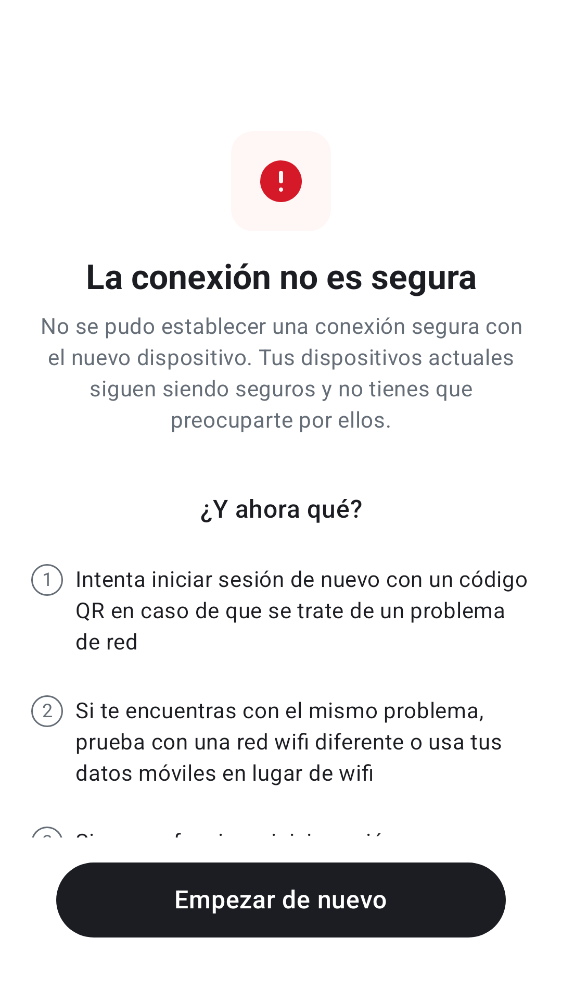 La conexión no es segura
No se pudo establecer una conexión segura con
el nuevo dispositivo. Tus dispositivos actuales
siguen siendo seguros y no tienes que
preocuparte por ellos.
¿Y ahora qué?
1 Intenta iniciar sesión de nuevo con un código
QR en caso de que se trate de un problema
de red
2 Si te encuentras con el mismo problema,
prueba con una red wifi diferente o usa tus
datos móviles en lugar de wifi
Empezar de nuevo